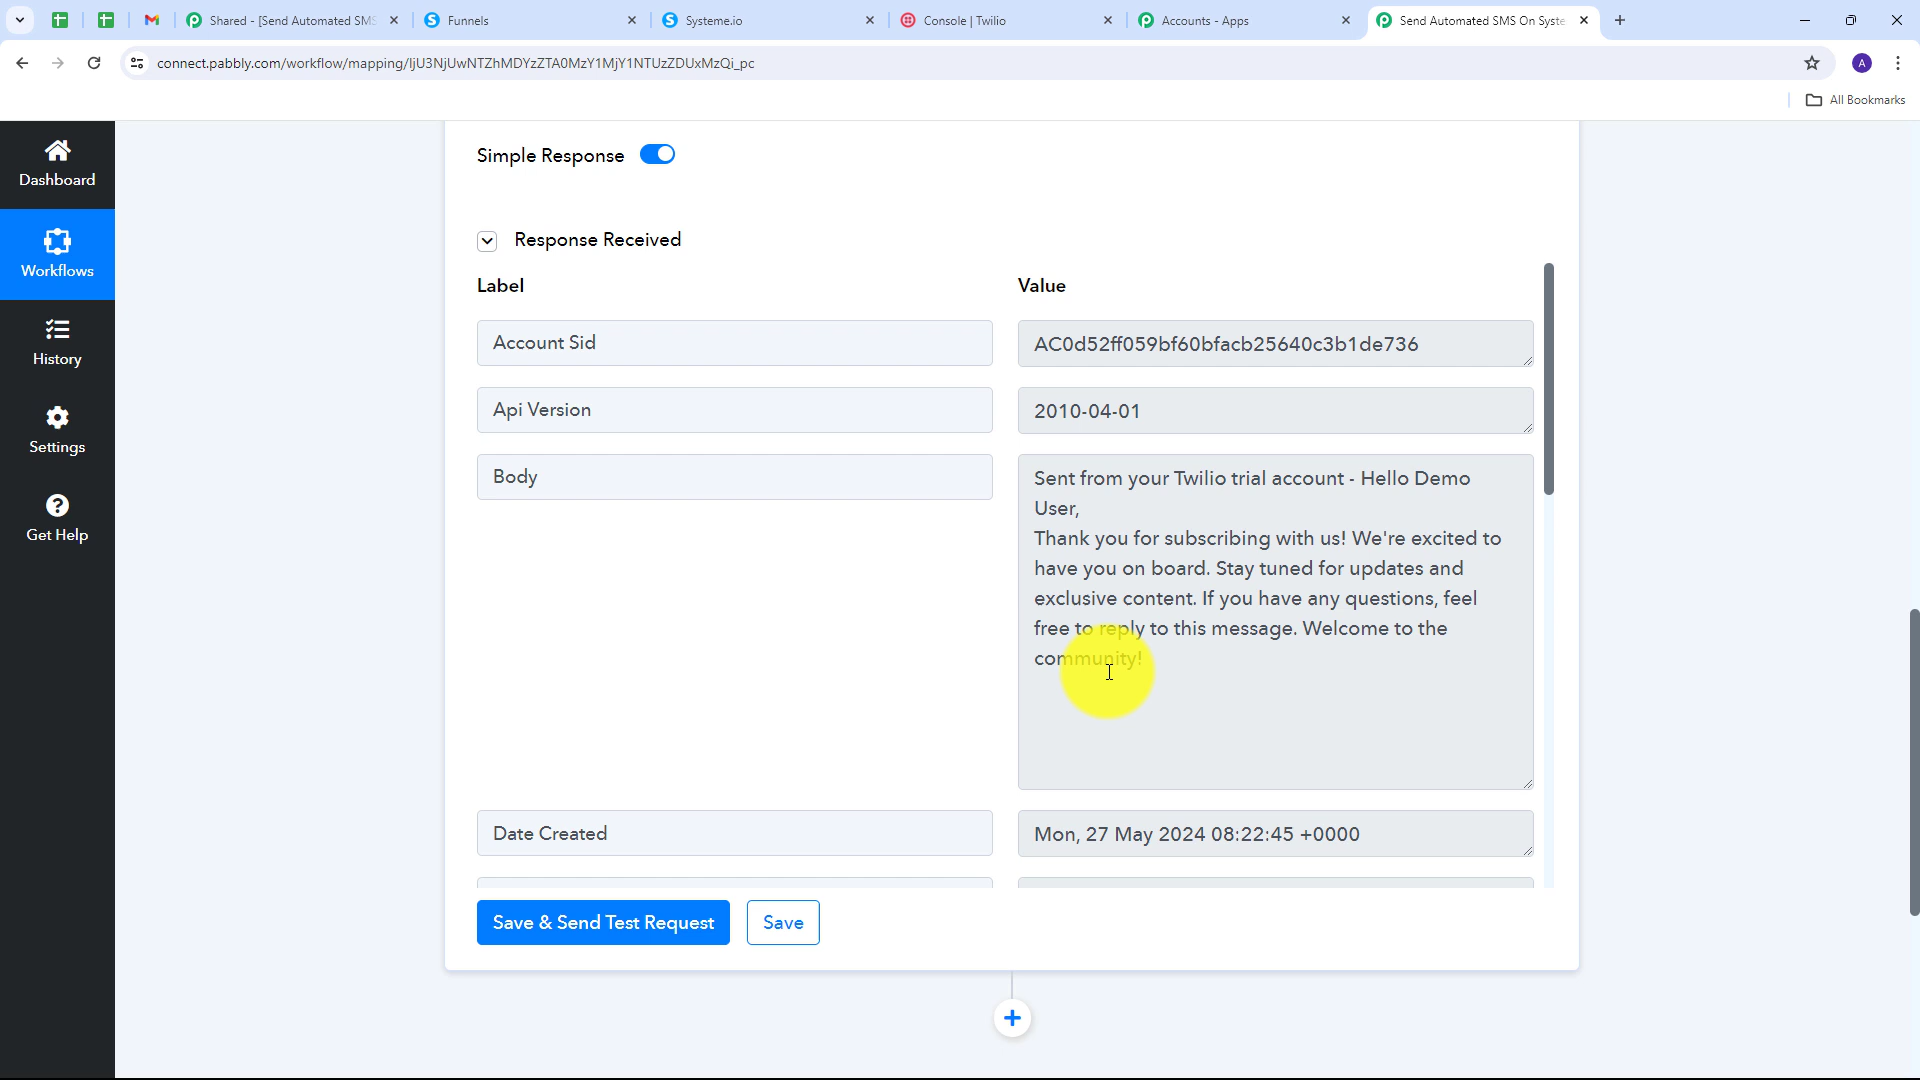 Shared - [Send Automated SMS
Funnels
Systeme.io
Console | Twilio
Accounts - Apps
Send Automated SMS On Syste
connect.pabbly.com/workflow/mapping/IjU3NjUwNTZhMDYzZTA0MzY1MjY1NTUzZDUxMzQi_pc
A
All Bookmarks
Dashboard
Workflows
History
Settings
Get Help
Simple Response
Response Received
Label
Value
Account Sid
AC0d52ff059bf60bfacb25640c3b1de736
Api Version
2010-04-01
Body
Sent from your Twilio trial account - Hello Demo
User,
Thank you for subscribing with us! We're excited to
have you on board. Stay tuned for updates and
exclusive content. If you have any questions, feel
free to reply to this message. Welcome to the
community!
Date Created
Mon, 27 May 2024 08:22:45 +0000
Save & Send Test Request
Save